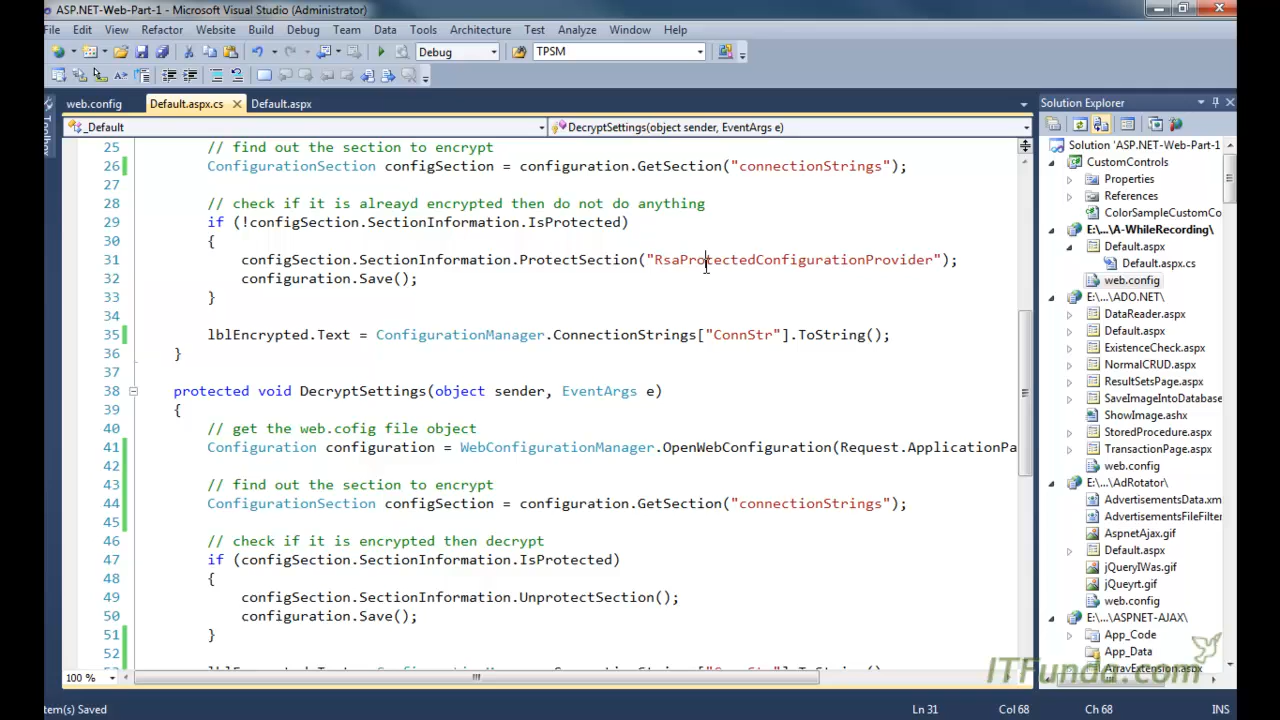 ASP.NET-Web-Part-1 - Microsoft Visual Studio (Administrator)
File Edit View Refactor Website Build Debug Team Data Tools Architecture Test Analyze Window Help
Debug TPSM
web.config Default.aspx.cs Default.aspx
_Default DecryptSettings(object sender, EventArgs e)
25 // find out the section to encrypt
26 ConfigurationSection configSection = configuration.GetSection("connectionStrings");
27
28 // check if it is alreayd encrypted then do not do anything
29 if (!configSection.SectionInformation.IsProtected)
30 {
31 configSection.SectionInformation.ProtectSection("RsaProtectedConfigurationProvider");
32 configuration.Save();
33 }
34
35 lblEncrypted.Text = ConfigurationManager.ConnectionStrings["ConnStr"].ToString();
36 }
37
38 protected void DecryptSettings(object sender, EventArgs e)
39 {
40 // get the web.cofig file object
41 Configuration configuration = WebConfigurationManager.OpenWebConfiguration(Request.ApplicationPa
42
43 // find out the section to encrypt
44 ConfigurationSection configSection = configuration.GetSection("connectionStrings");
45
46 // check if it is encrypted then decrypt
47 if (configSection.SectionInformation.IsProtected)
48 {
49 configSection.SectionInformation.UnprotectSection();
50 configuration.Save();
51 }
52
100 %
Toolbox
Solution Explorer
Solution 'ASP.NET-Web-Part-1
CustomControls
Properties
References
ColorSampleCustomCo
E:\...\A-WhileRecording\
Default.aspx
Default.aspx.cs
web.config
E:\...\ADO.NET\
DataReader.aspx
Default.aspx
ExistenceCheck.aspx
NormalCRUD.aspx
ResultSetsPage.aspx
SaveImageIntoDatabase
ShowImage.ashx
StoredProcedure.aspx
TransactionPage.aspx
web.config
E:\...\AdRotator\
AdvertisementsData.xm
AdvertisementsFileFilter
AspnetAjax.gif
Default.aspx
jQueryIWas.gif
jQueyrt.gif
web.config
E:\...\ASPNET-AJAX\
App_Code
App_Data
ArrayExtension.aspx
ITFunda.com
tem(s) Saved Ln 31 Col 68 Ch 68 INS